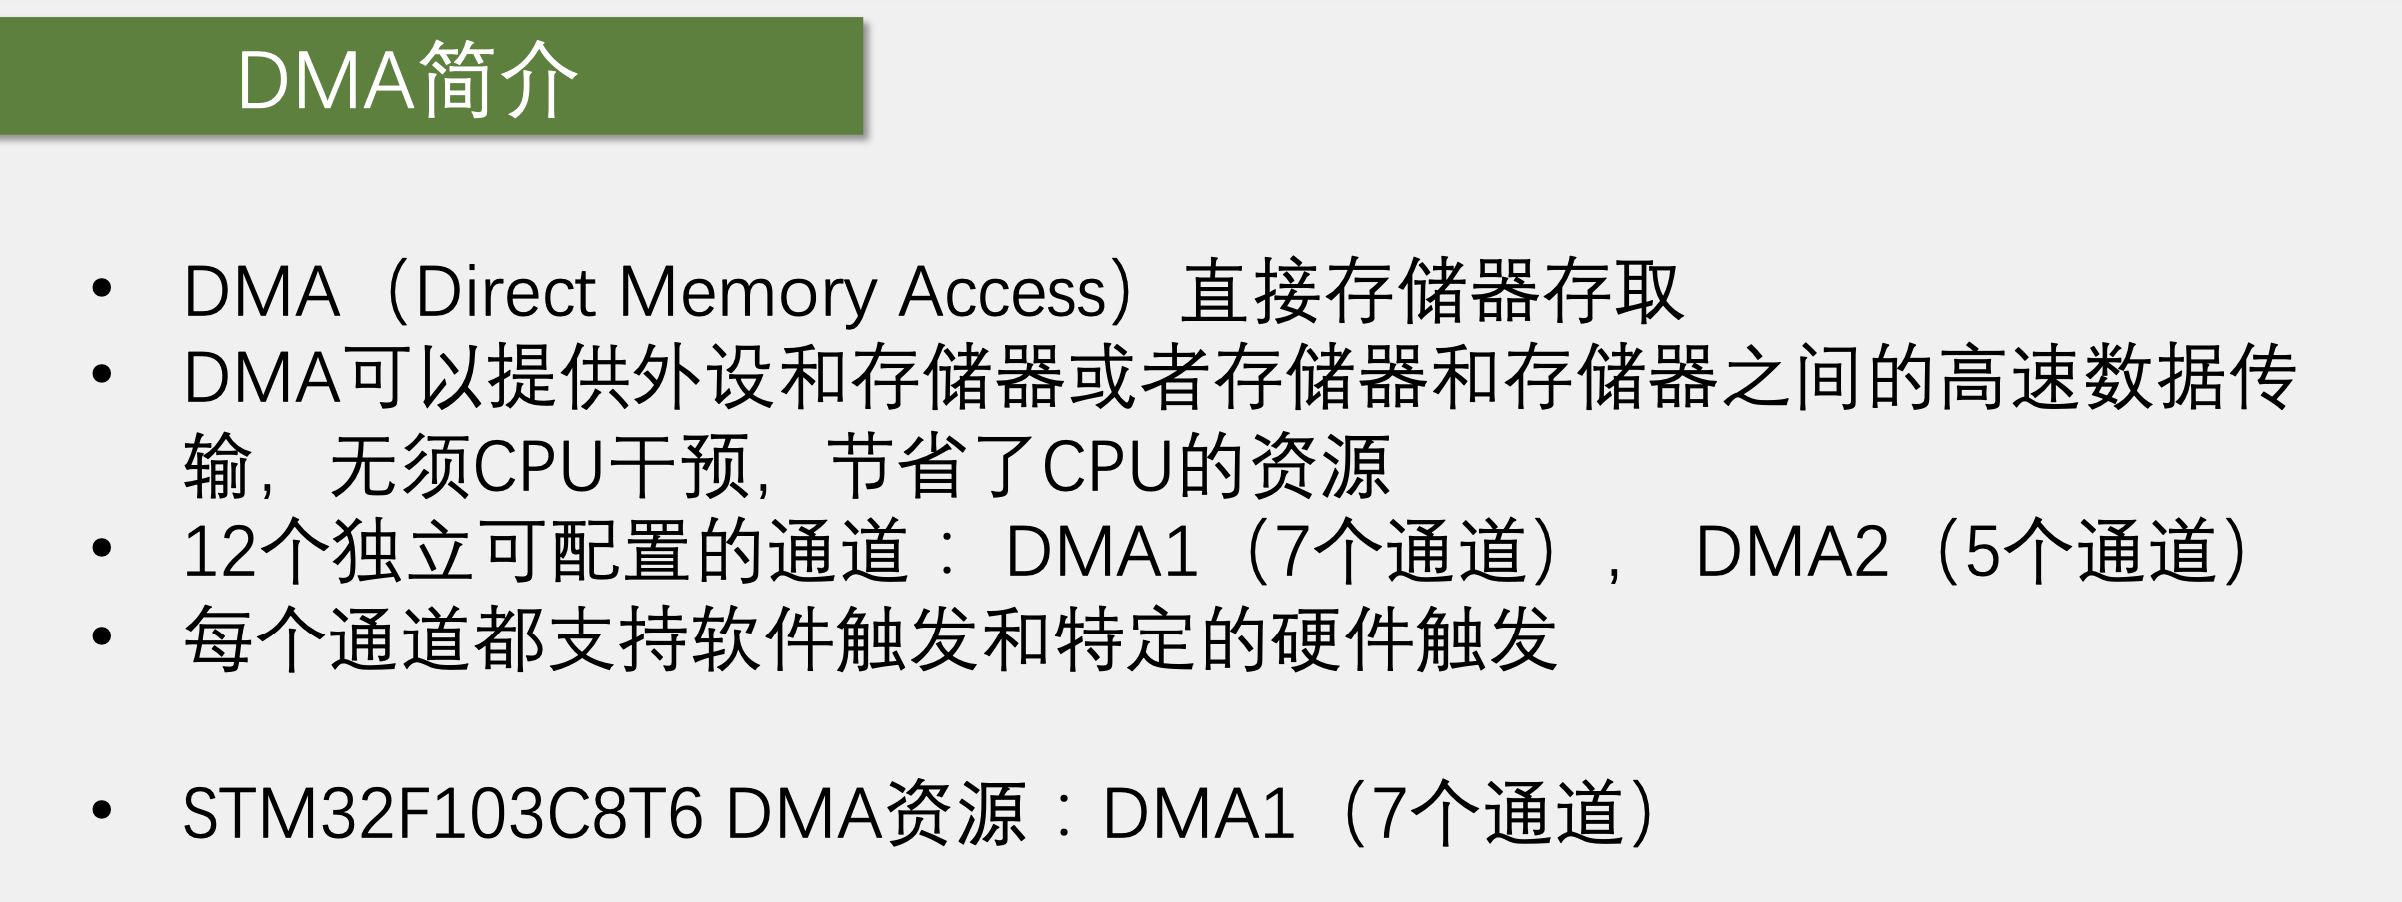 DMA简介
• DMA（Direct Memory Access）直接存储器存取
• DMA可以提供外设和存储器或者存储器和存储器之间的高速数据传
输，无须CPU干预，节省了CPU的资源
• 12个独立可配置的通道： DMA1（7个通道）， DMA2（5个通道）
• 每个通道都支持软件触发和特定的硬件触发
• STM32F103C8T6 DMA资源：DMA1（7个通道）